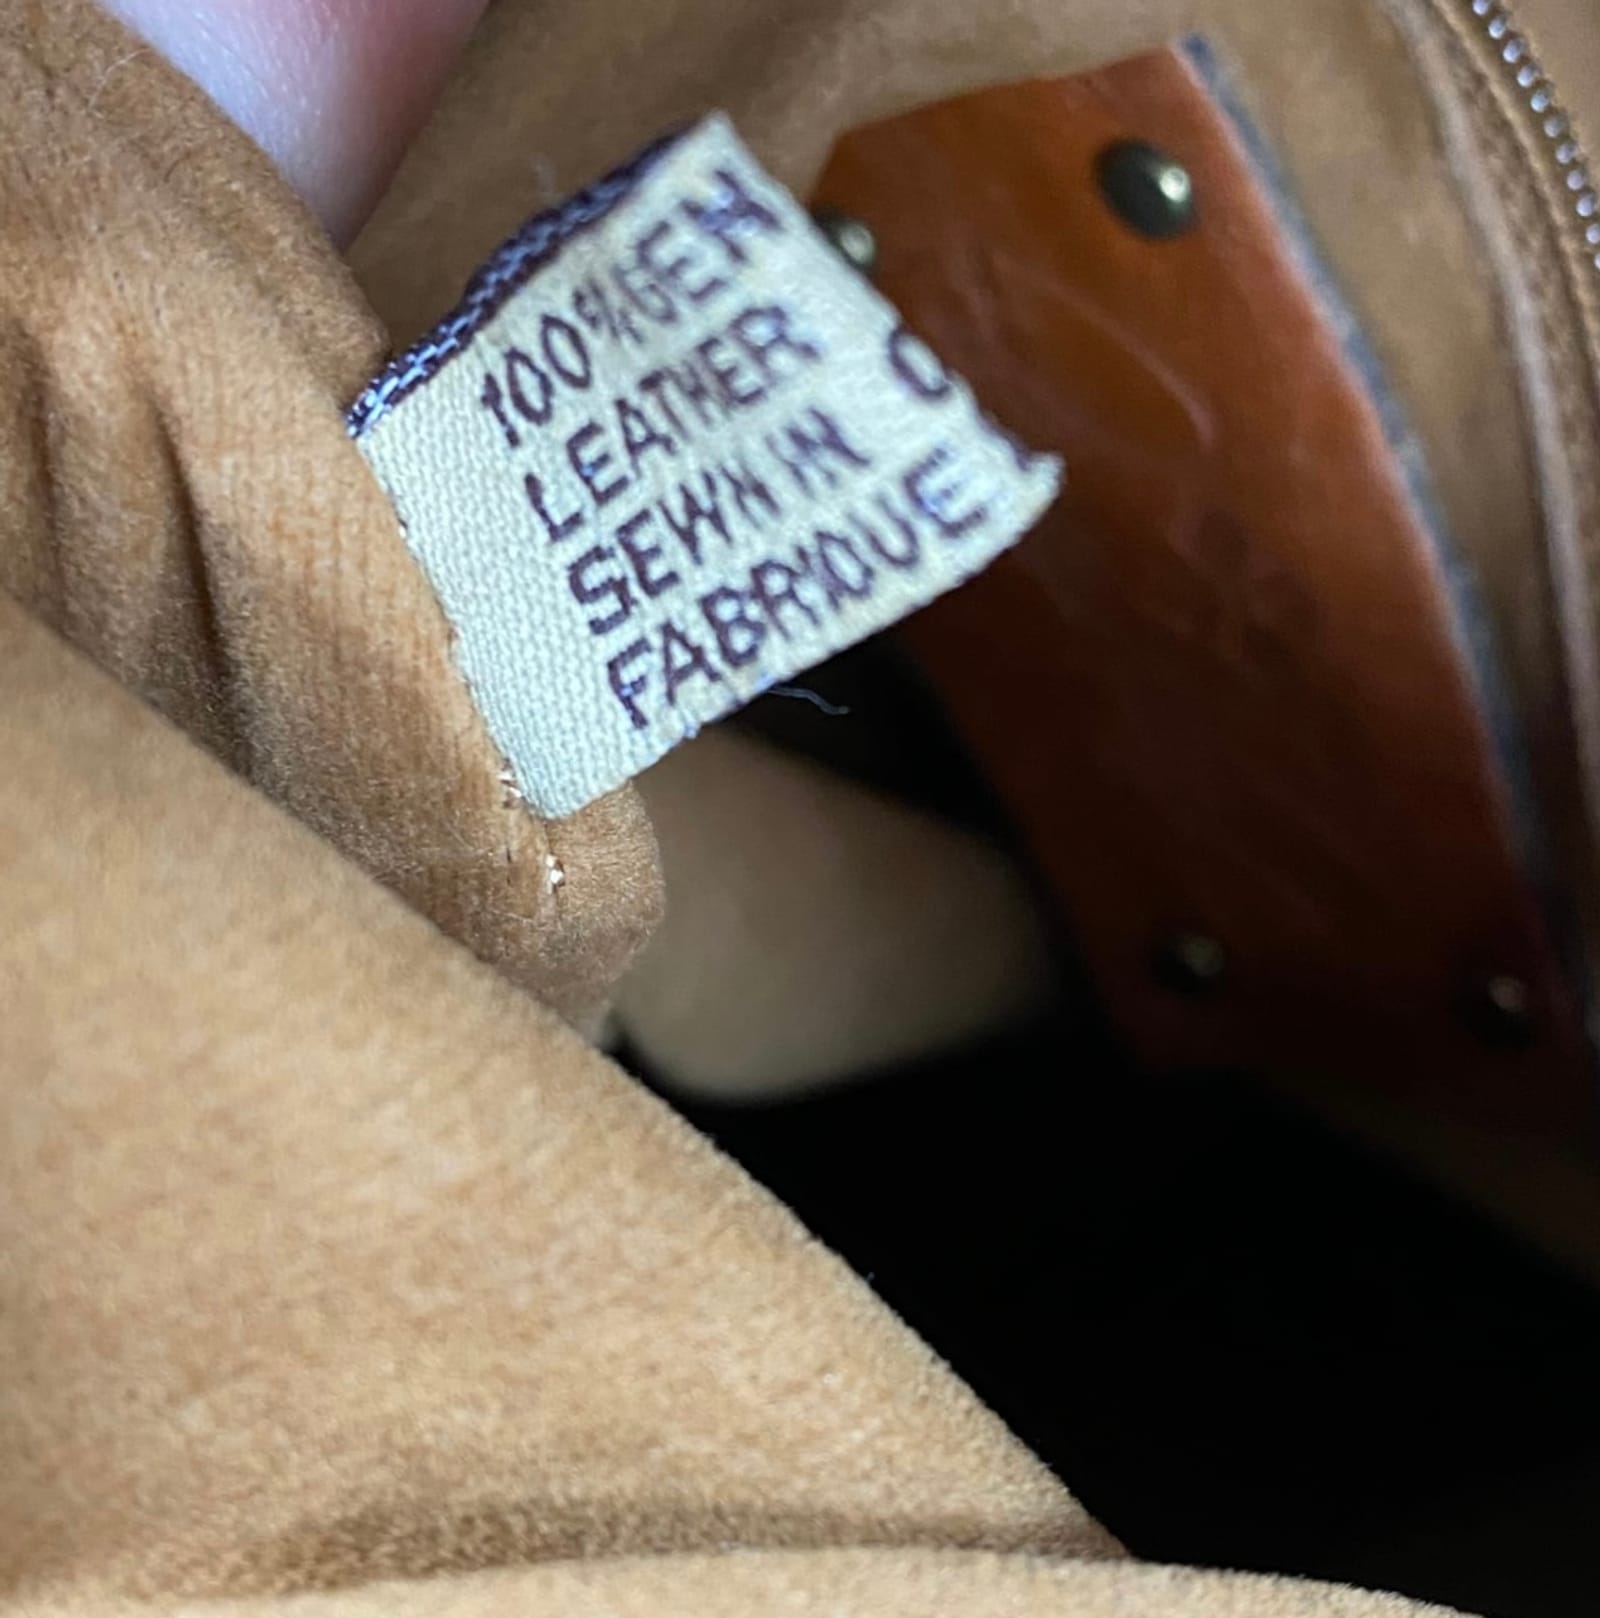 100% GEN
LEATHER
SEWN IN C
FABRIQUE